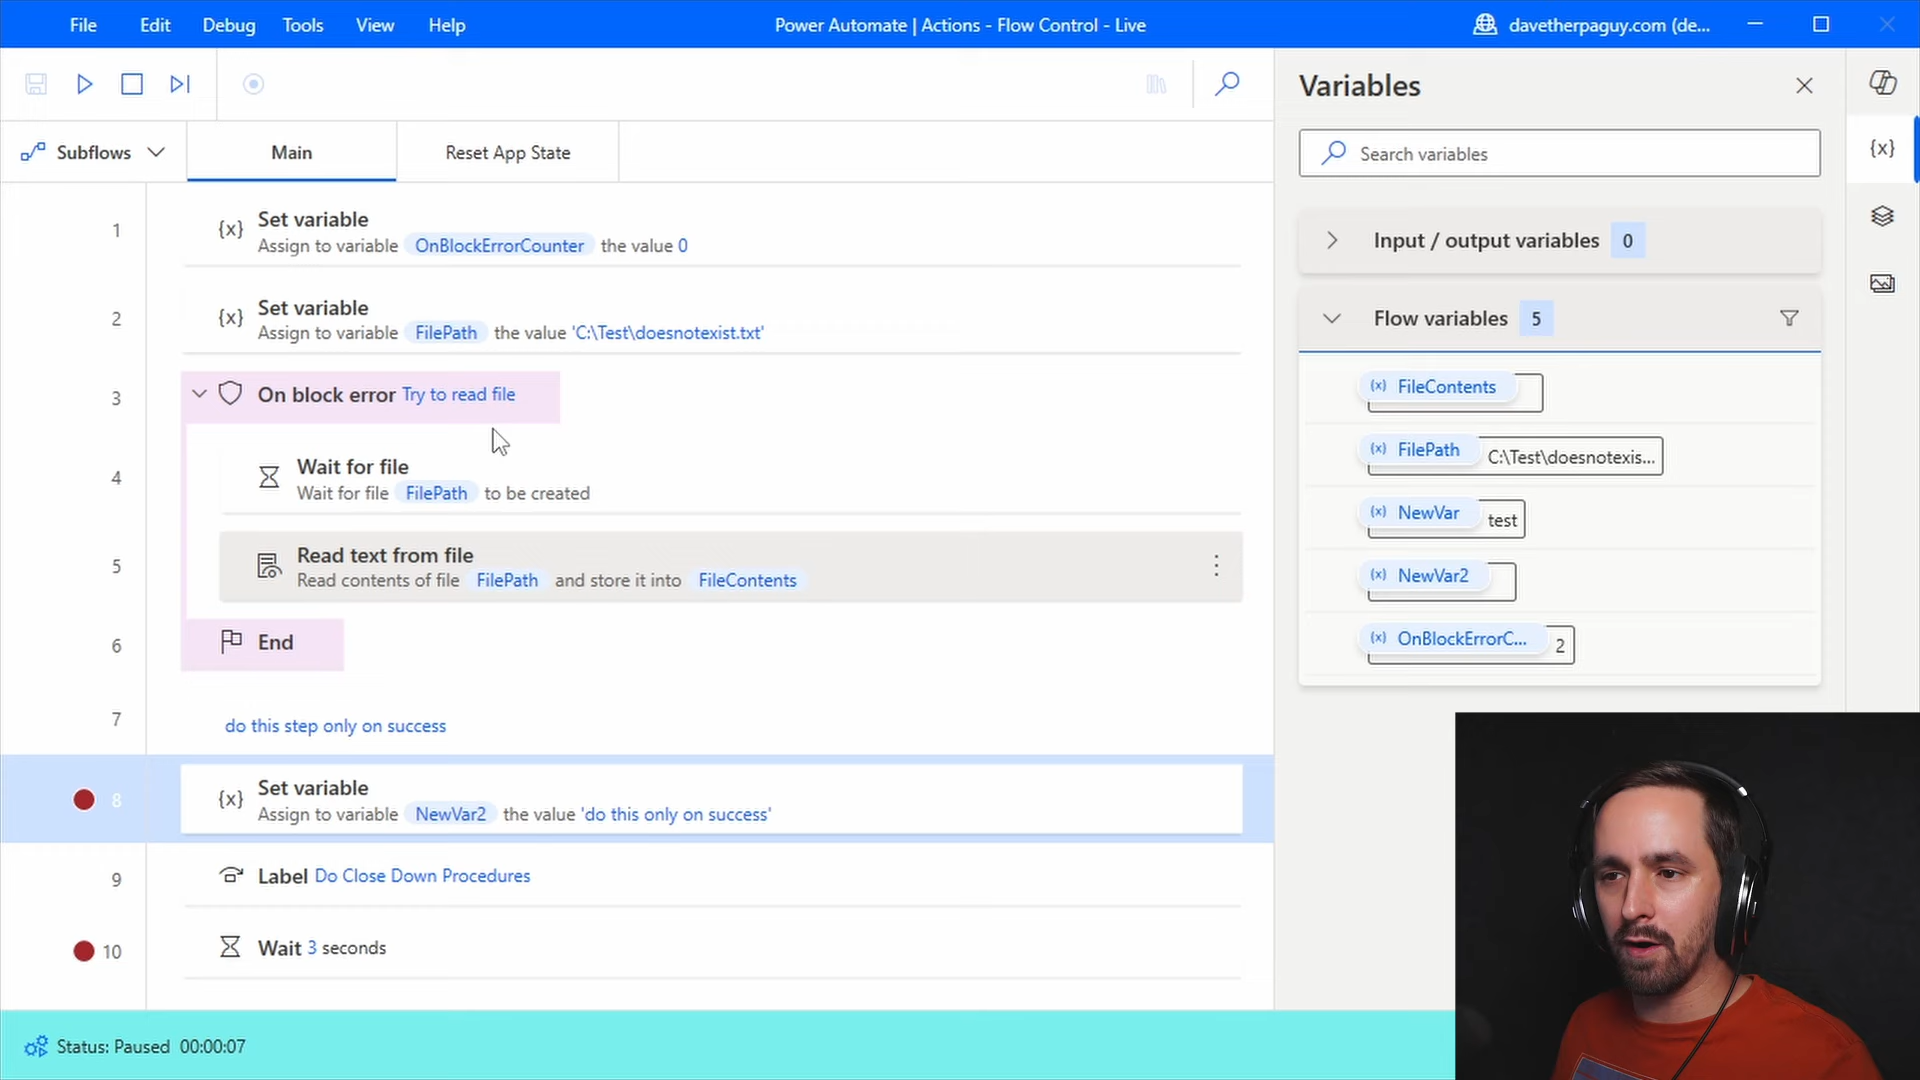 File Edit Debug Tools View Help
Power Automate | Actions - Flow Control - Live
davetherpaguy.com (de...
Subflows
Main
Reset App State
1
Set variable
Assign to variable OnBlockErrorCounter the value 0
2
Set variable
Assign to variable FilePath the value 'C:\Test\doesnotexist.txt'
3
On block error Try to read file
4
Wait for file
Wait for file FilePath to be created
5
Read text from file
Read contents of file FilePath and store it into FileContents
6
End
7
do this step only on success
8
Set variable
Assign to variable NewVar2 the value 'do this only on success'
9
Label Do Close Down Procedures
10
Wait 3 seconds
Status: Paused 00:00:07
Variables
Search variables
Input / output variables 0
Flow variables 5
(x) FileContents
(x) FilePath C:\Test\doesnotexis...
(x) NewVar test
(x) NewVar2
(x) OnBlockErrorC... 2